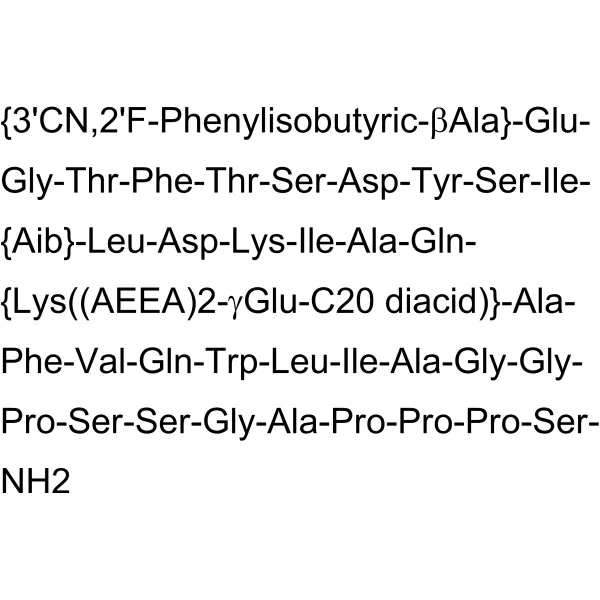 {3'CN,2'F-Phenylisobutyric-βAla}-Glu-
Gly-Thr-Phe-Thr-Ser-Asp-Tyr-Ser-Ile-
{Aib}-Leu-Asp-Lys-Ile-Ala-Gln-
{Lys((AEEA)2-γGlu-C20 diacid)}-Ala-
Phe-Val-Gln-Trp-Leu-Ile-Ala-Gly-Gly-
Pro-Ser-Ser-Gly-Ala-Pro-Pro-Pro-Ser-
NH2